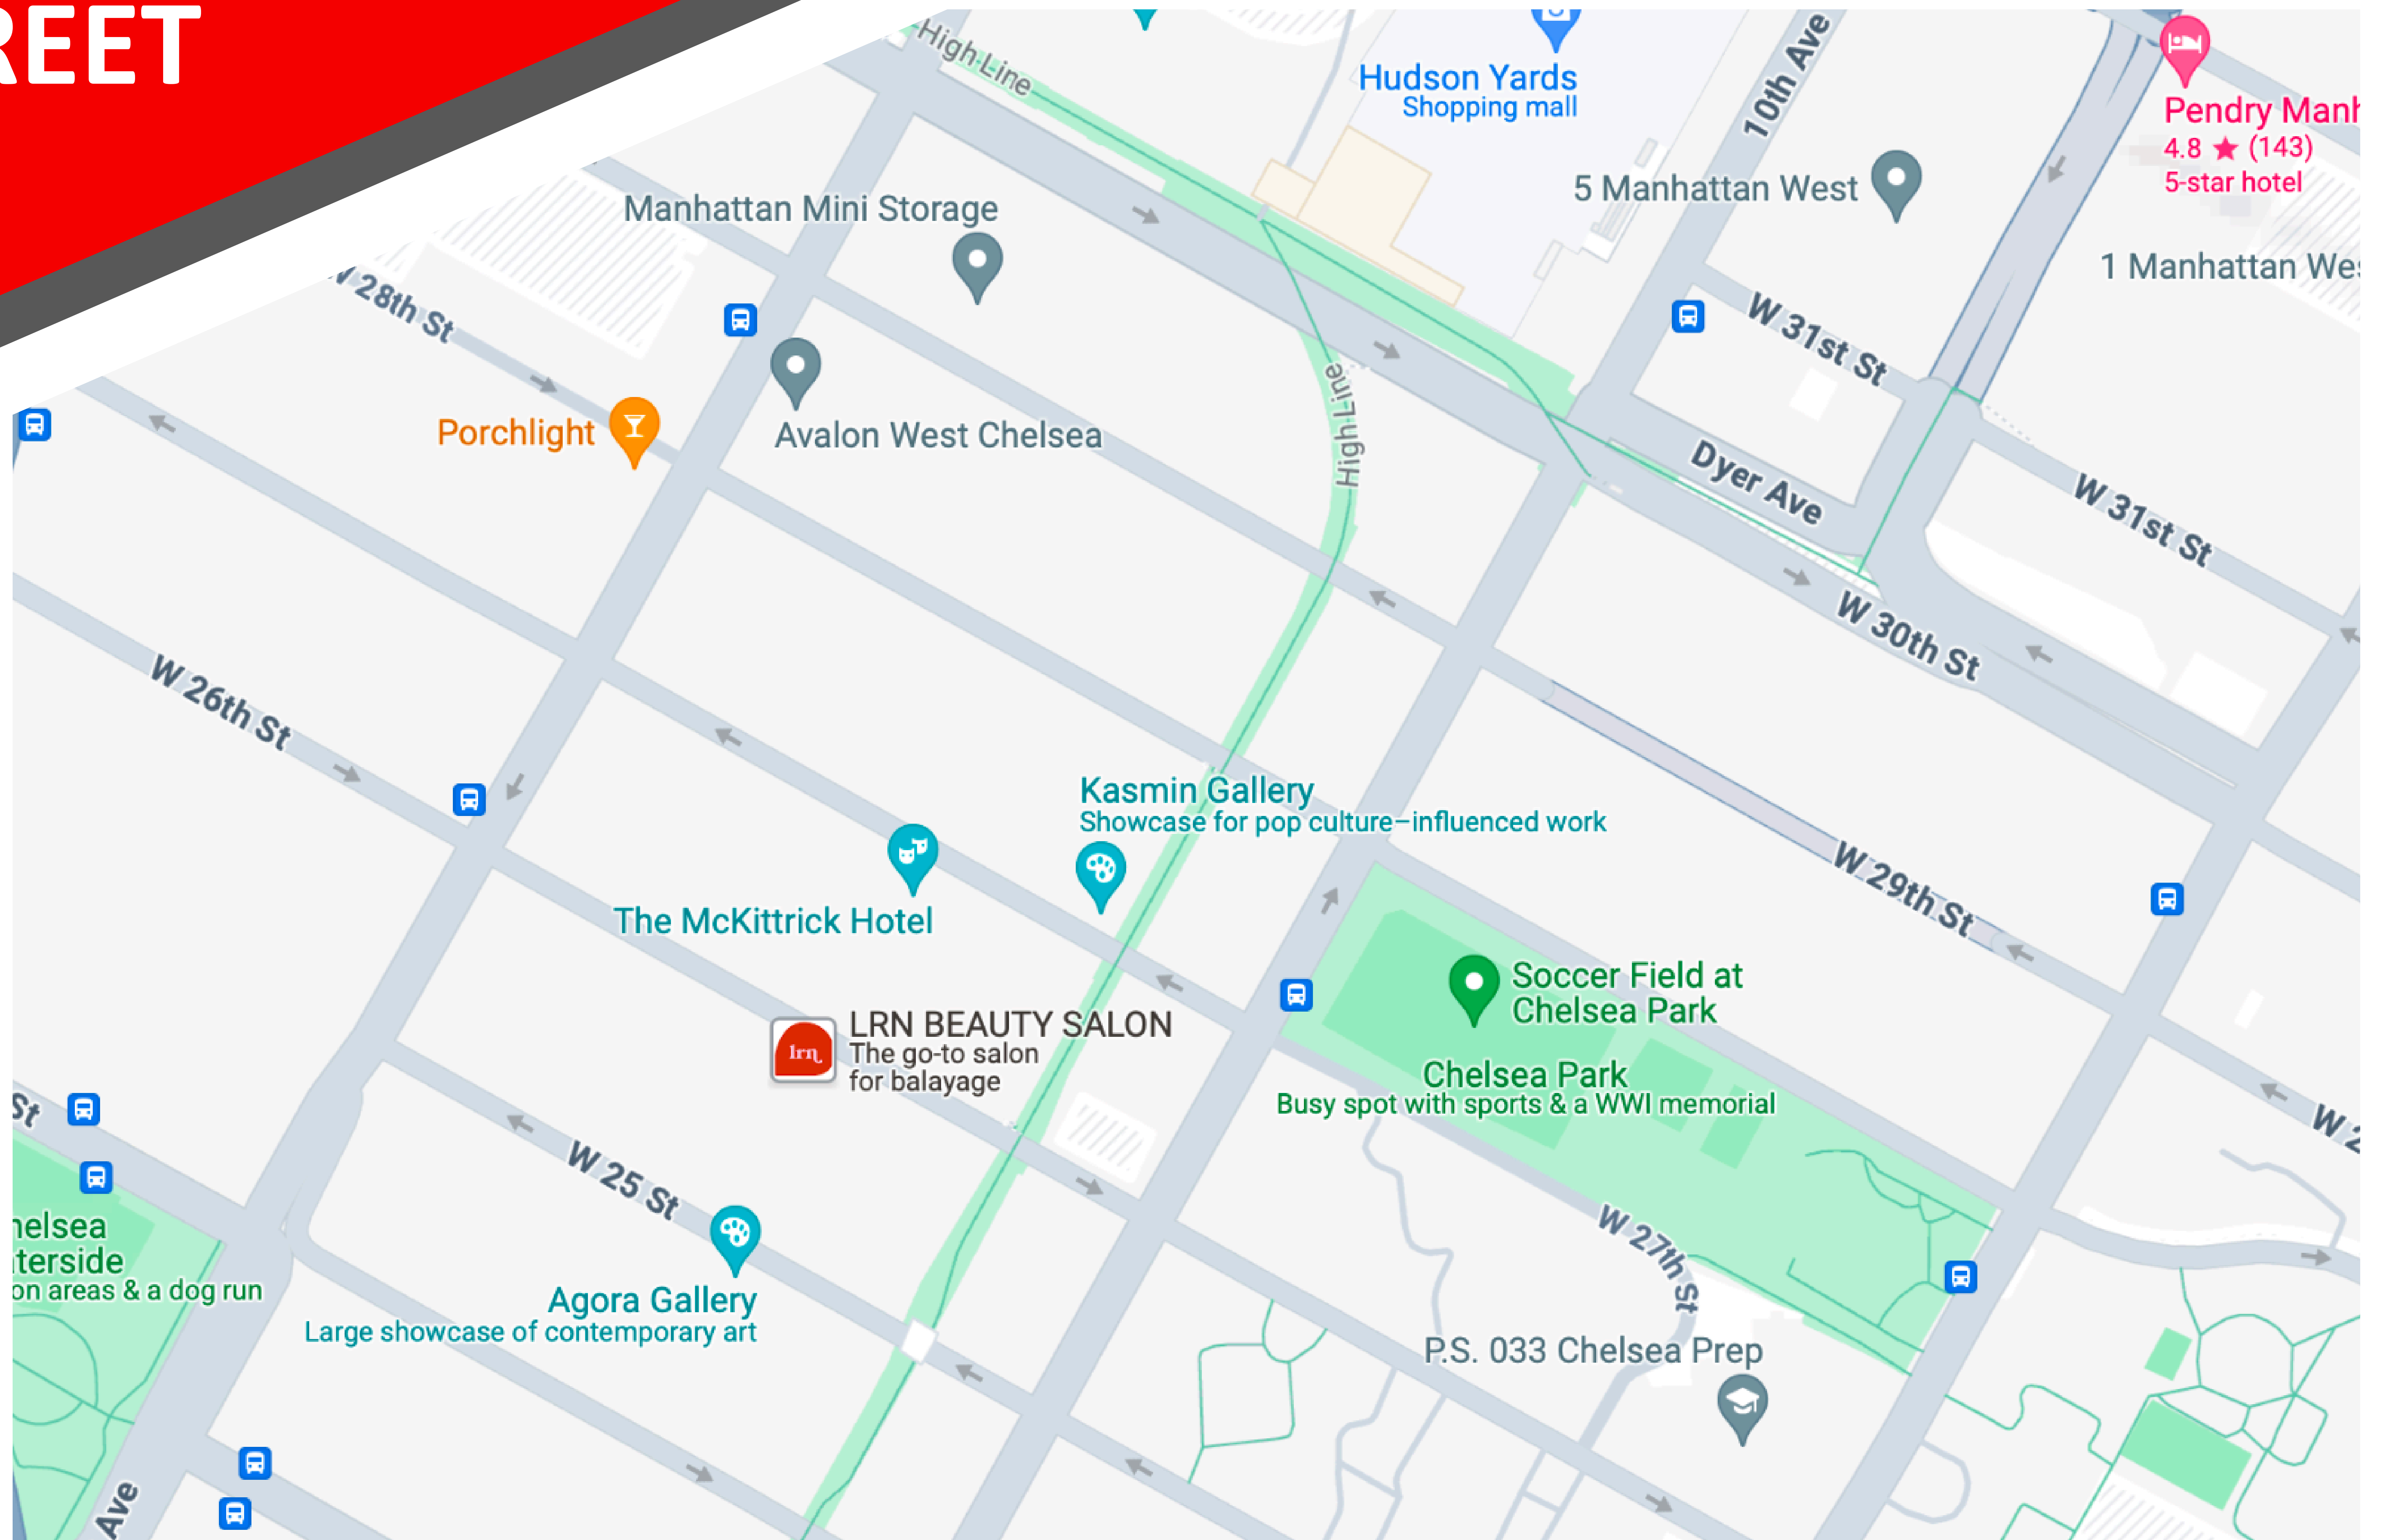 REET
High Line
Hudson Yards
Shopping mall
10th Ave
Pendry Manh
4.8 ★ (143)
5-star hotel
5 Manhattan West
1 Manhattan Wes
Manhattan Mini Storage
W 28th St
W 31st St
Porchlight
Avalon West Chelsea
High Line
Dyer Ave
W 31st St
W 30th St
W 26th St
Kasmin Gallery
Showcase for pop culture–influenced work
The McKittrick Hotel
W 29th St
Soccer Field at
Chelsea Park
lrn
LRN BEAUTY SALON
The go-to salon
for balayage
Chelsea Park
Busy spot with sports & a WWI memorial
St
W 2
W 25 St
helsea
terside
on areas & a dog run
W 27th St
Agora Gallery
Large showcase of contemporary art
P.S. 033 Chelsea Prep
Ave